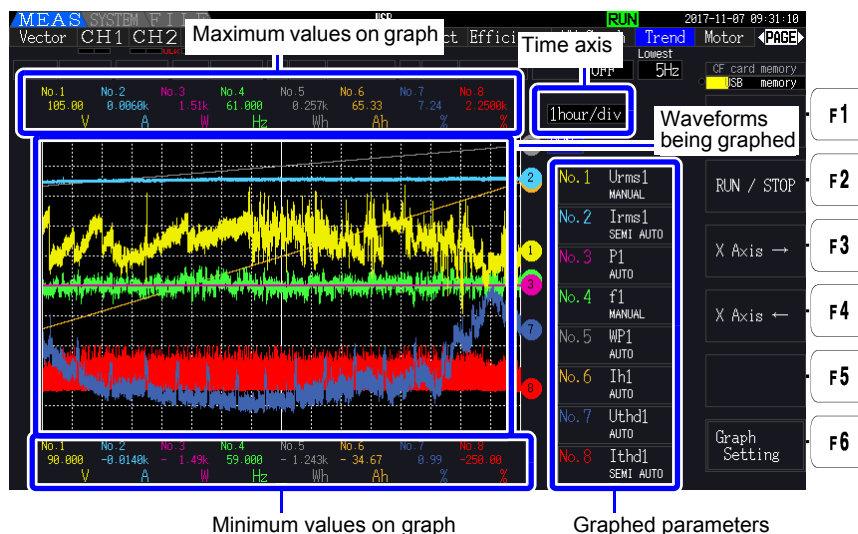 MEAS SYSTEM FILE USB RUN 2017-11-07 09:31:10
Vector CH1 CH2 Trend Motor PAGE
Maximum values on graph
Time axis
Lowest
OFF 5Hz
CF card memory
USB memory
No.1 No.2 No.3 No.4 No.5 No.6 No.7 No.8
105.00 0.0060k 1.51k 61.000 0.257k 65.33 7.24 2.2500k
V A W Hz Wh Ah % %
1hour/div
Waveforms
being graphed
F1
2
No.1 Urms1
MANUAL
RUN / STOP
F2
No.2 Irms1
SEMI AUTO
1
No.3 P1
AUTO
X Axis →
F3
3
No.4 f1
MANUAL
X Axis ←
F4
7
No.5 WP1
AUTO
No.6 Ih1
AUTO
F5
8
No.7 Uthd1
AUTO
No.8 Ithd1
SEMI AUTO
Graph
Setting
F6
No.1 No.2 No.3 No.4 No.5 No.6 No.7 No.8
90.000 -0.0140k - 1.49k 59.000 - 1.243k - 34.67 0.99 -250.00
V A W Hz Wh Ah % %
Minimum values on graph
Graphed parameters